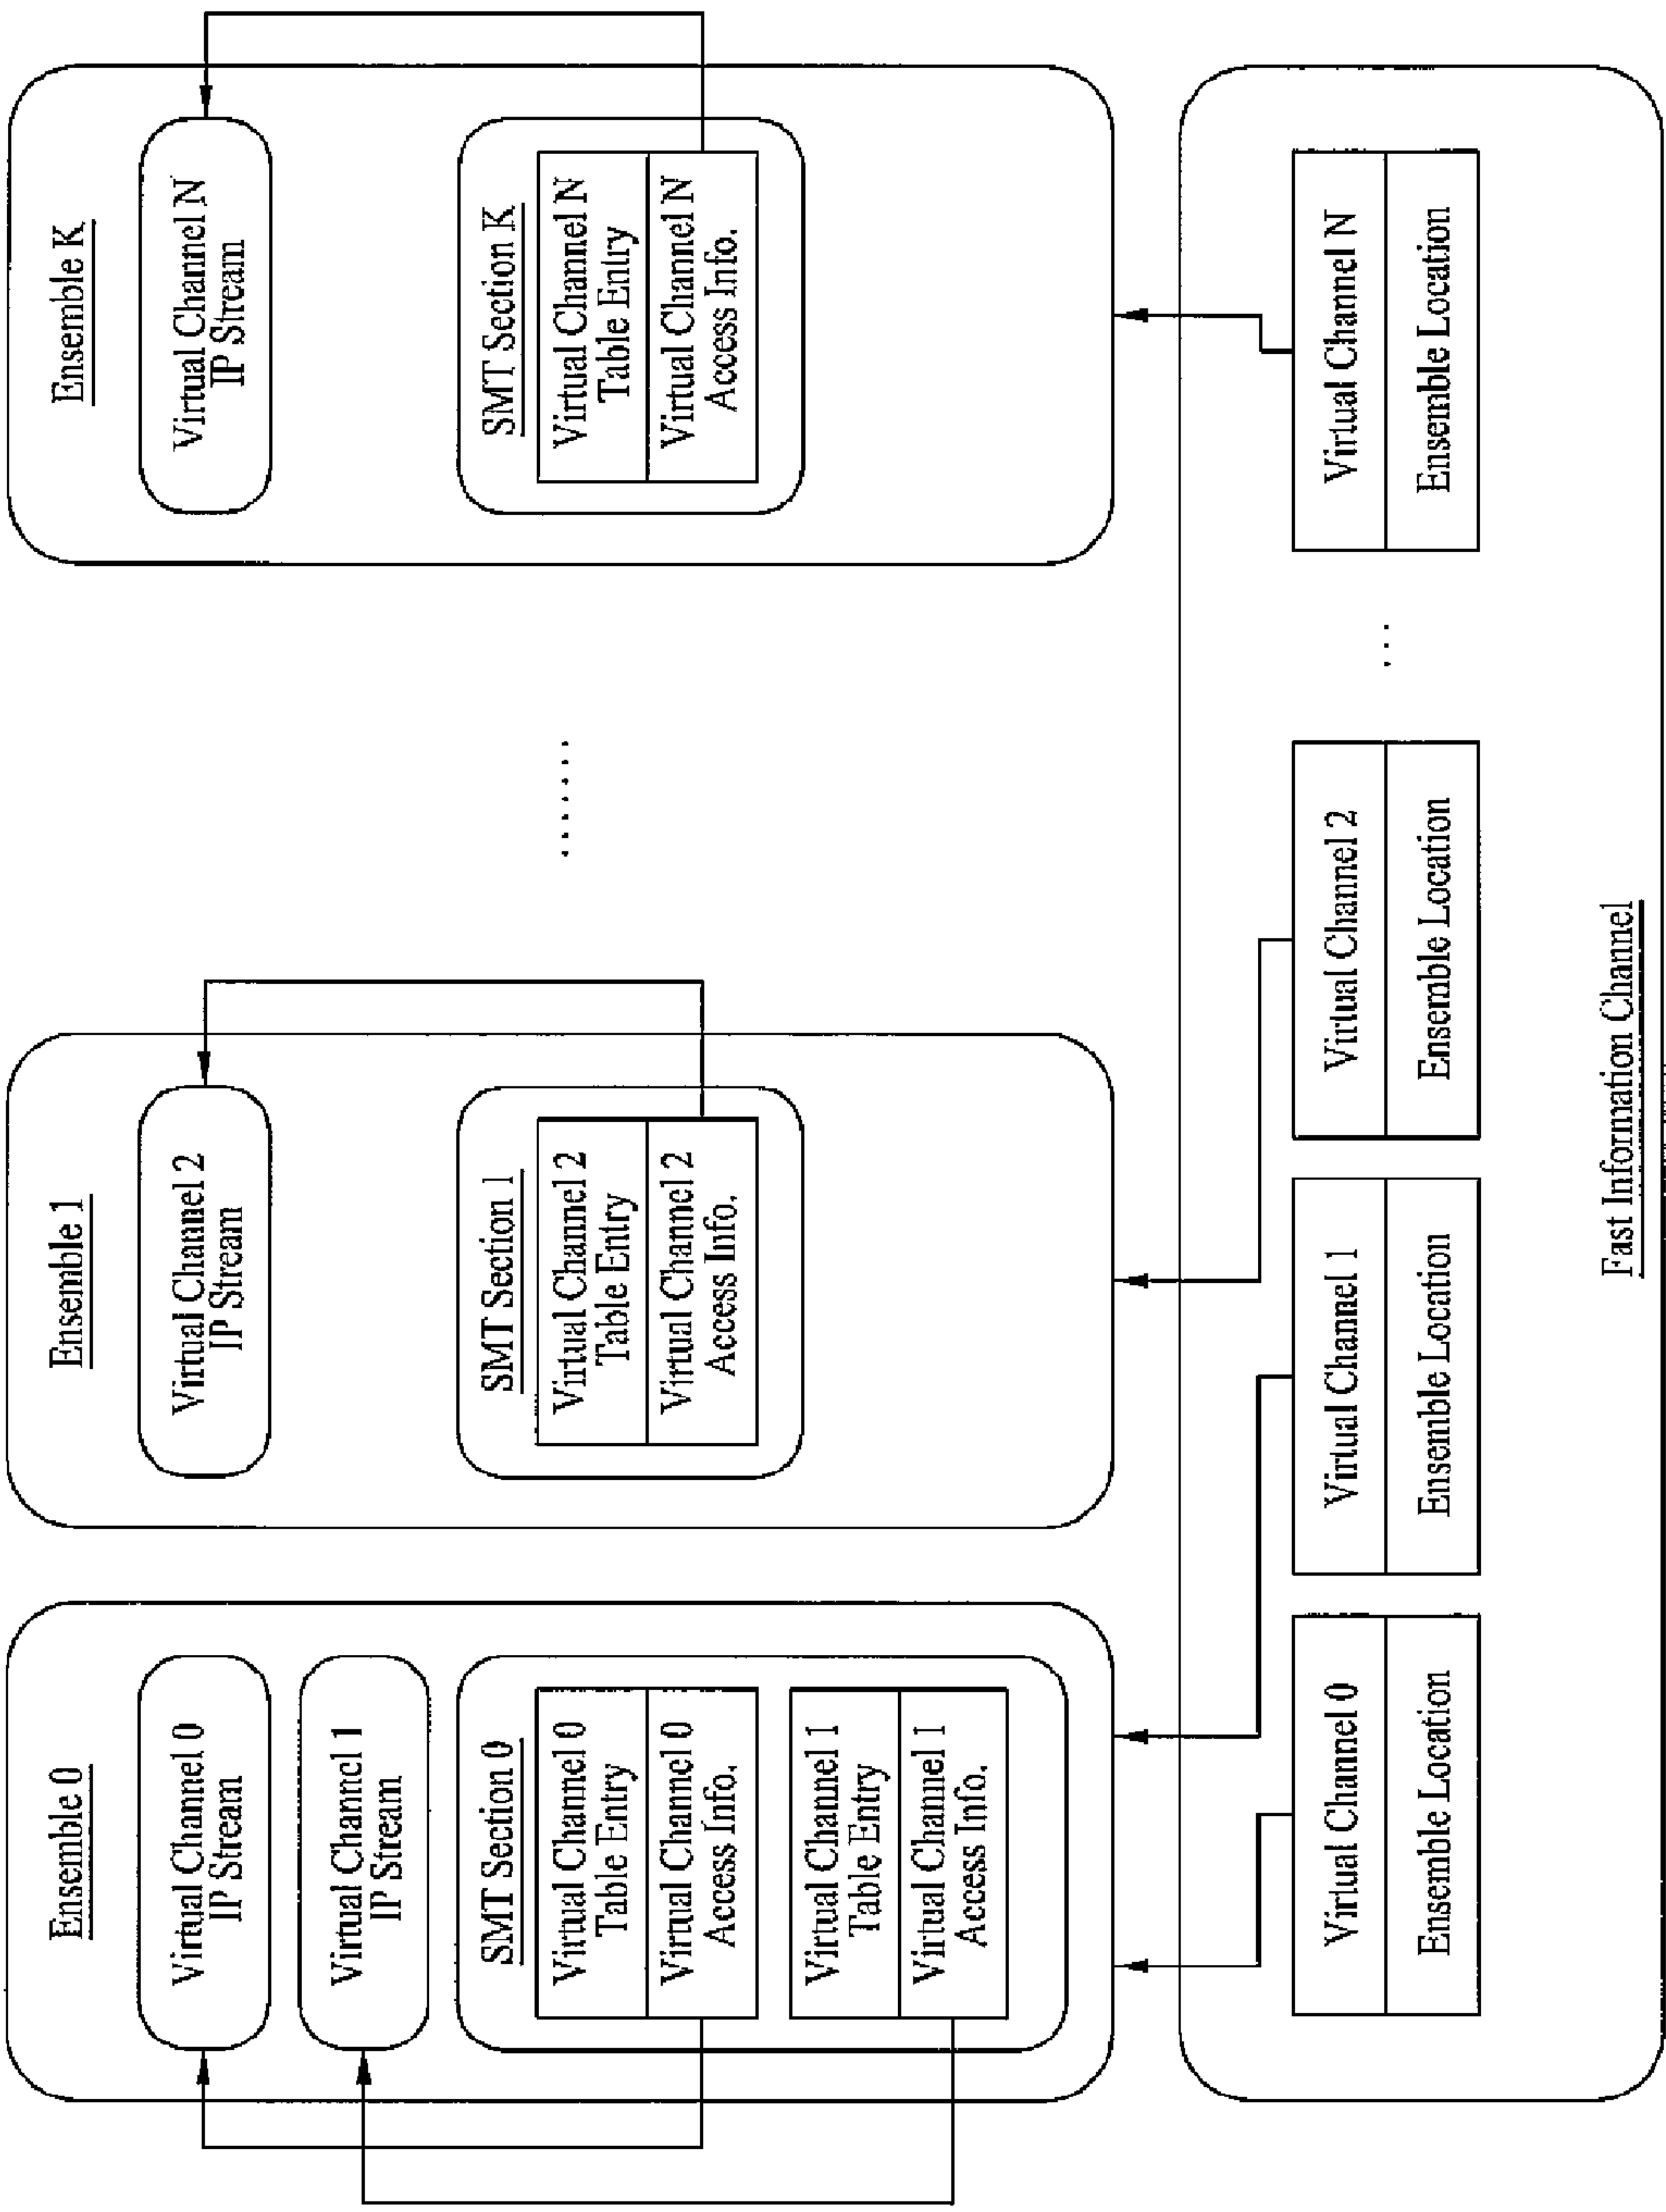 Ensemble 0
Virtual Channel 0
IP Stream
Virtual Channel 1
IP Stream
SMT Section 0
Virtual Channel 0
Table Entry
Virtual Channel 0
Access Info.
Virtual Channel 1
Table Entry
Virtual Channel 1
Access Info.
Ensemble 1
Virtual Channel 2
IP Stream
SMT Section 1
Virtual Channel 2
Table Entry
Virtual Channel 2
Access Info.
........
Ensemble K
Virtual Channel N
IP Stream
SMT Section K
Virtual Channel N
Table Entry
Virtual Channel N
Access Info.
Virtual Channel 0
Ensemble Location
Virtual Channel 1
Ensemble Location
Virtual Channel 2
Ensemble Location
...
Virtual Channel N
Ensemble Location
Fast Information Channel